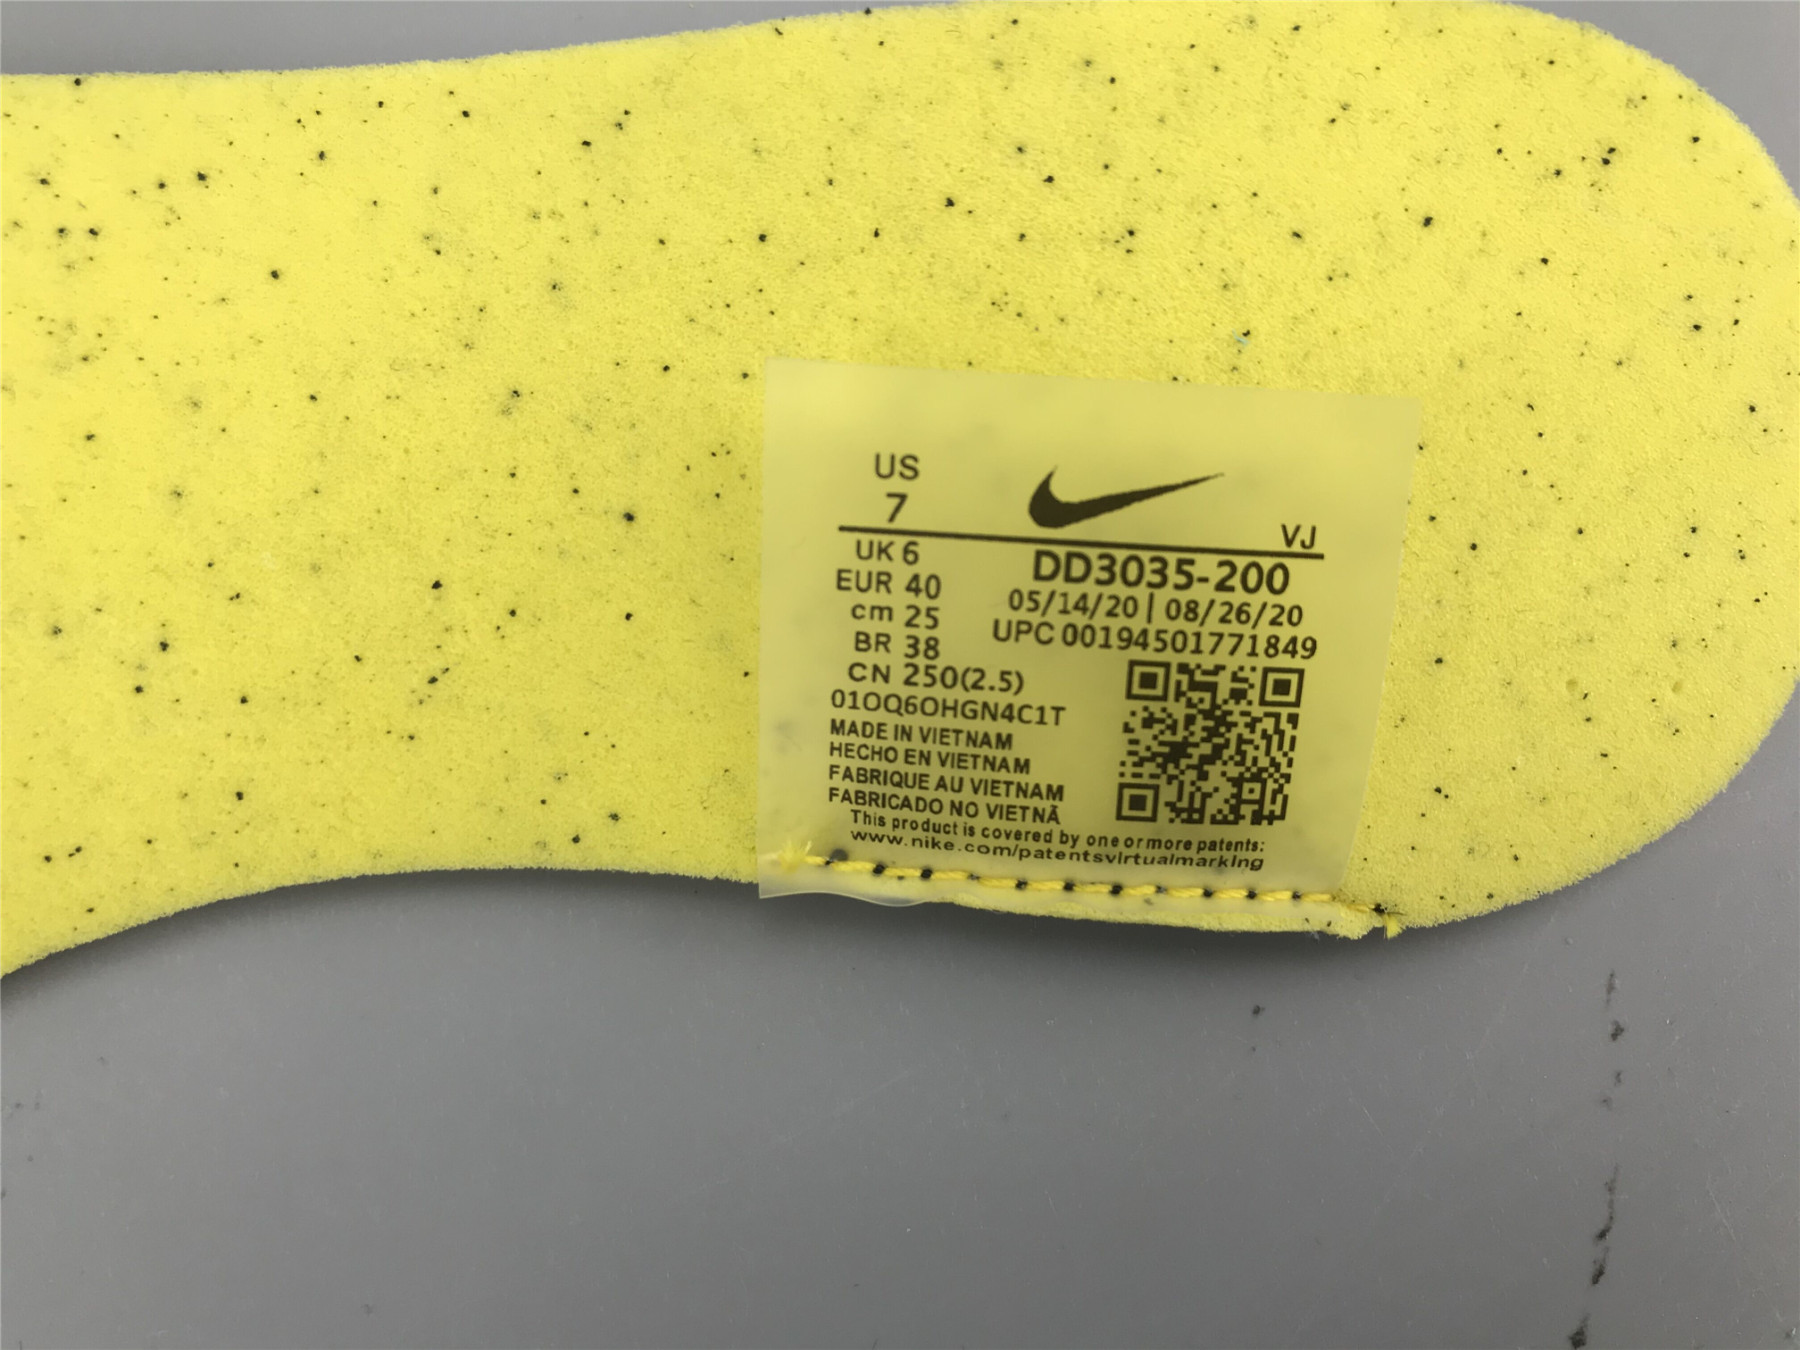 US
7
VJ
UK 6
EUR 40
cm 25
BR 38
CN 250(2.5)
DD3035-200
05/14/20 | 08/26/20
UPC 00194501771849
01OQ6OHGN4C1T
MADE IN VIETNAM
HECHO EN VIETNAM
FABRIQUE AU VIETNAM
FABRICADO NO VIETNÃ
This product is covered by one or more patents:
www.nike.com/patentsvirtualmarking